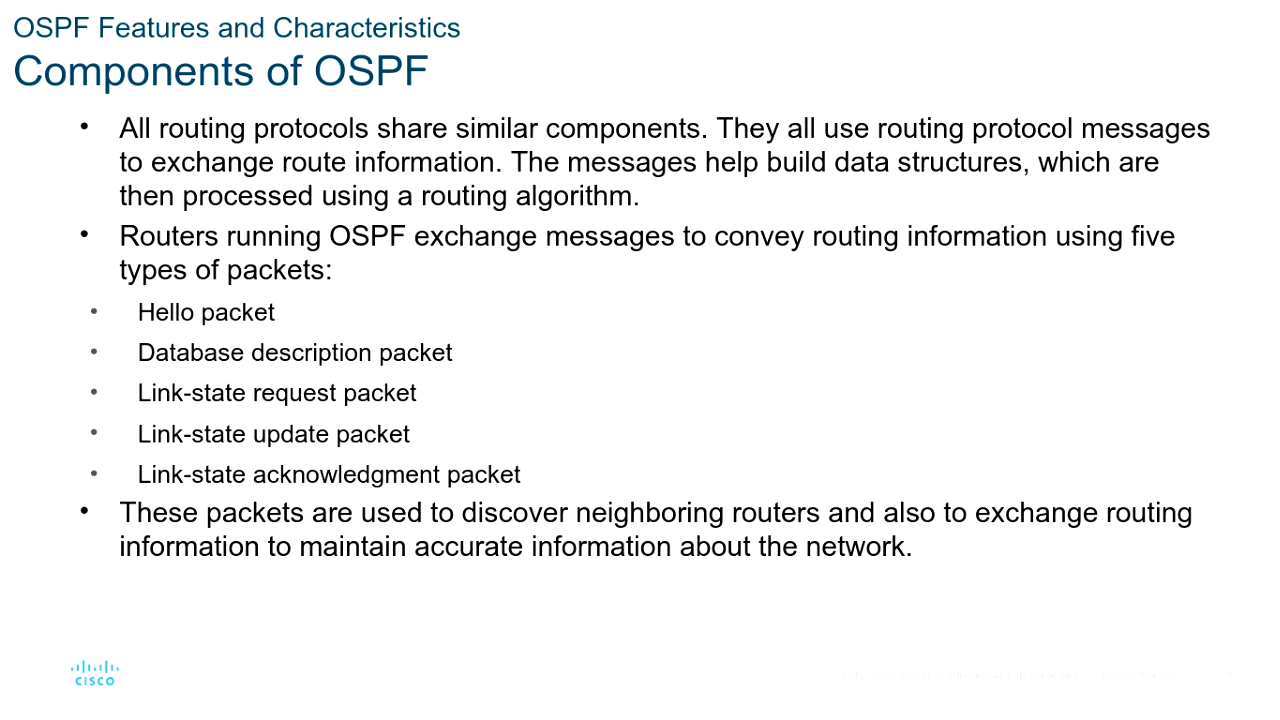 OSPF Features and Characteristics
Components of OSPF
• All routing protocols share similar components. They all use routing protocol messages
to exchange route information. The messages help build data structures, which are
then processed using a routing algorithm.
• Routers running OSPF exchange messages to convey routing information using five
types of packets:
• Hello packet
• Database description packet
• Link-state request packet
• Link-state update packet
• Link-state acknowledgment packet
• These packets are used to discover neighboring routers and also to exchange routing
information to maintain accurate information about the network.
CISCO